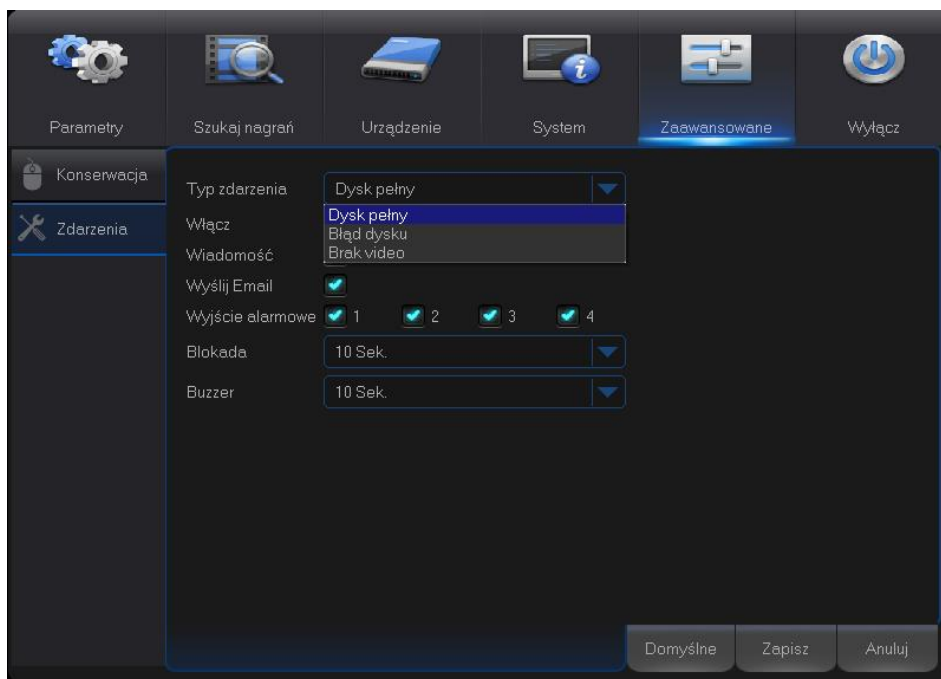 Parametry
Szukaj nagrań
Urządzenie
System
Zaawansowane
Wyłącz
Konserwacja
Zdarzenia
Typ zdarzenia Dysk pełny
Dysk pełny
Włącz
Błąd dysku
Wiadomość Brak video
Wyślij Email
Wyjście alarmowe 1 2 3 4
Blokada 10 Sek.
Buzzer 10 Sek.
Domyślne Zapisz Anuluj